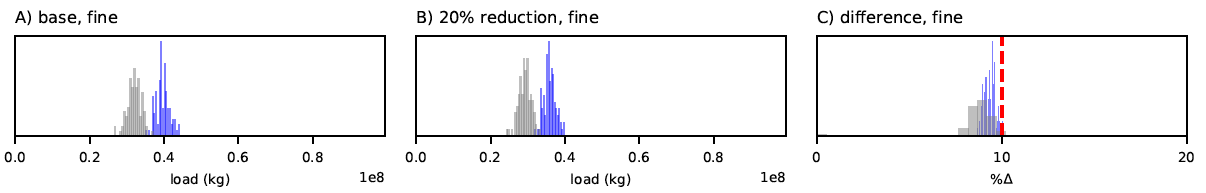 A) base, fine
B) 20% reduction, fine
C) difference, fine
0.0 0.2 0.4 0.6 0.8
0.0 0.2 0.4 0.6 0.8
0 10 20
load (kg) 1e8
load (kg) 1e8
%Δ